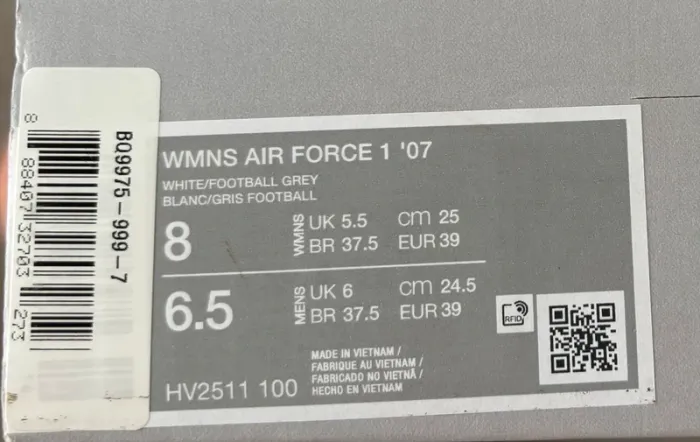 BQ9975-999-7
8 88407 32703 273
WMNS AIR FORCE 1 '07
WHITE/FOOTBALL GREY
BLANC/GRIS FOOTBALL
8 WMNS UK 5.5 cm 25
BR 37.5 EUR 39
6.5 MENS UK 6 cm 24.5
BR 37.5 EUR 39
RFID
HV2511 100
MADE IN VIETNAM /
FABRIQUE AU VIETNAM /
FABRICADO NO VIETNÃ /
HECHO EN VIETNAM